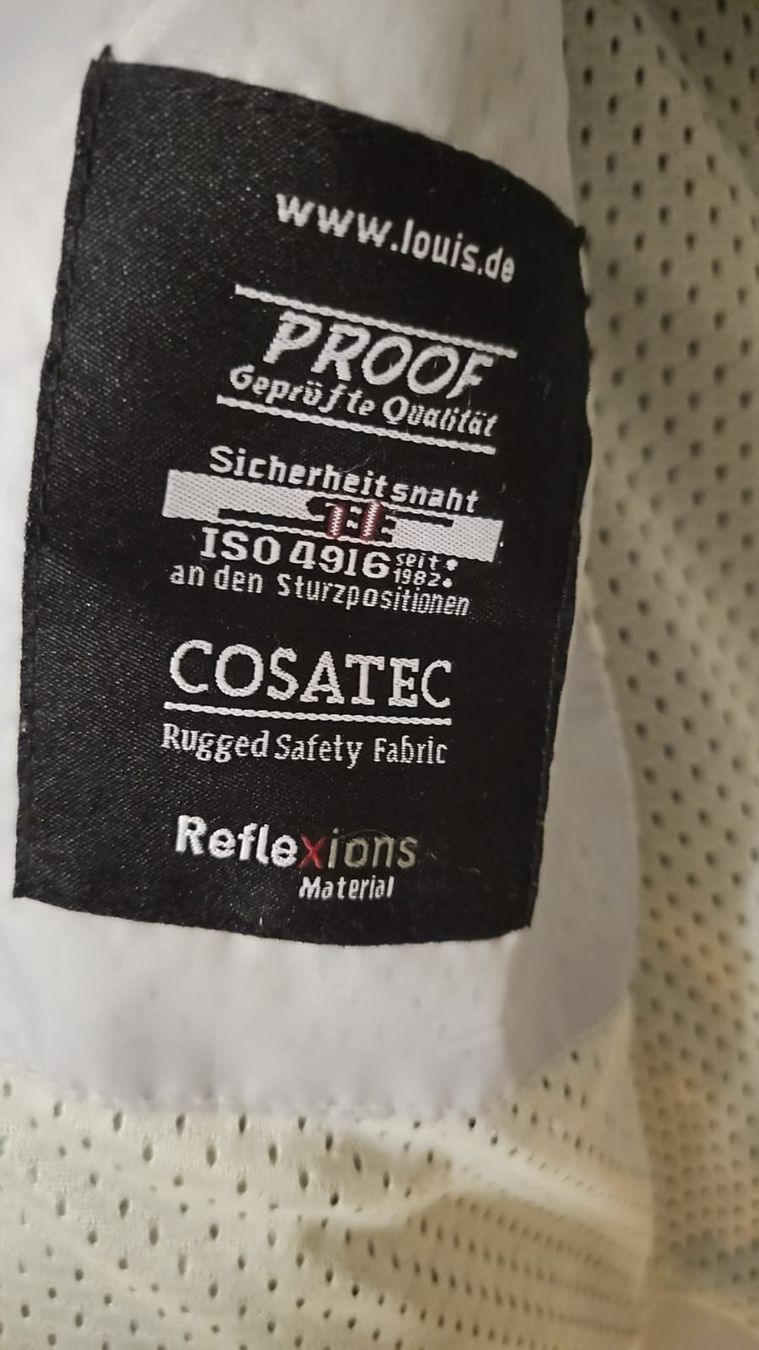 www.louis.de
PROOF
Geprüfte Qualität
Sicherheitsnaht
ISO 4916 seit: 1982:
an den Sturzpositionen
COSATEC
Rugged Safety Fabric
Reflexions
Material